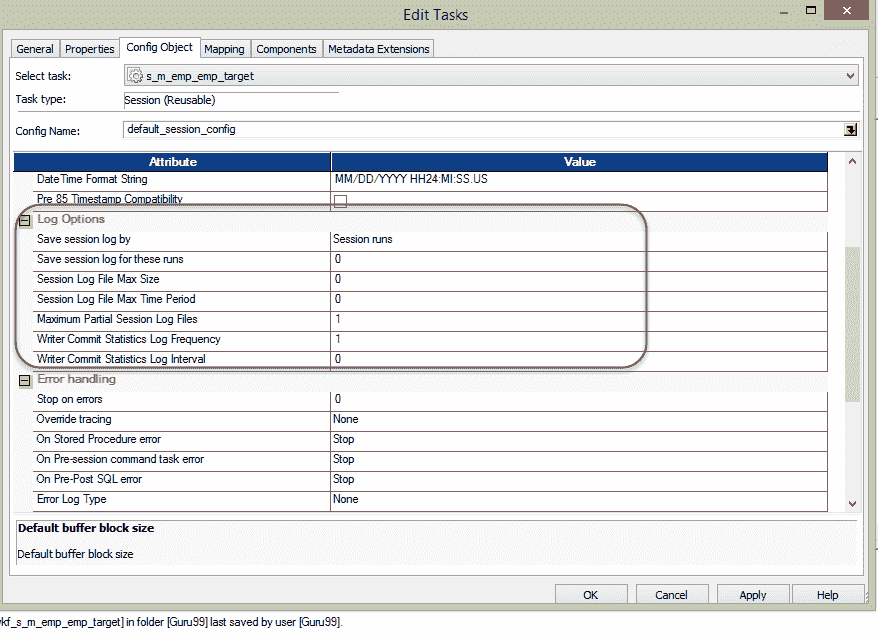 Edit Tasks
General Properties Config Object Mapping Components Metadata Extensions
Select task: s_m_emp_emp_target
Task type: Session (Reusable)
Config Name: default_session_config
Attribute Value
DateTime Format String MM/DD/YYYY HH24:MI:SS.US
Pre 85 Timestamp Compatibility
Log Options
Save session log by Session runs
Save session log for these runs 0
Session Log File Max Size 0
Session Log File Max Time Period 0
Maximum Partial Session Log Files 1
Writer Commit Statistics Log Frequency 1
Writer Commit Statistics Log Interval 0
Error handling
Stop on errors 0
Override tracing None
On Stored Procedure error Stop
On Pre-session command task error Stop
On Pre-Post SQL error Stop
Error Log Type None
Default buffer block size
Default buffer block size
OK Cancel Apply Help
kf_s_m_emp_emp_target] in folder [Guru99] last saved by user [Guru99].